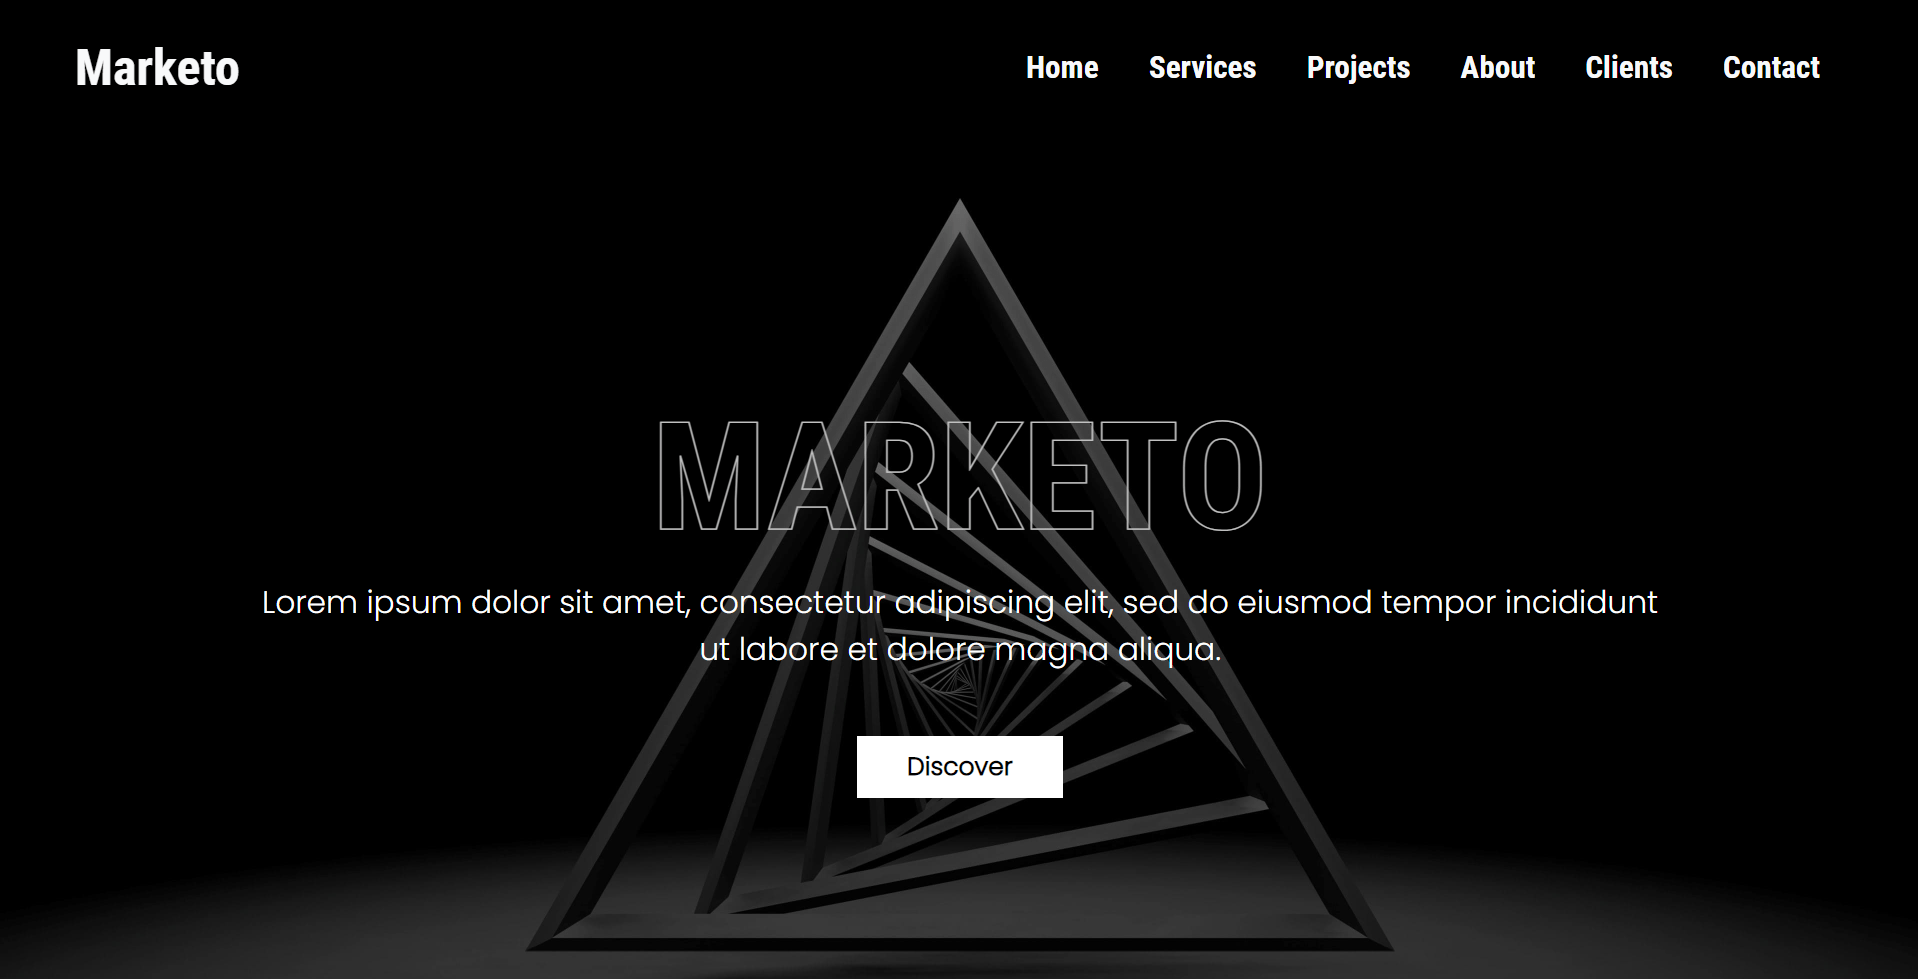 Marketo
Home Services Projects About Clients Contact
MARKETO
Lorem ipsum dolor sit amet, consectetur adipiscing elit, sed do eiusmod tempor incididunt
ut labore et dolore magna aliqua.
Discover